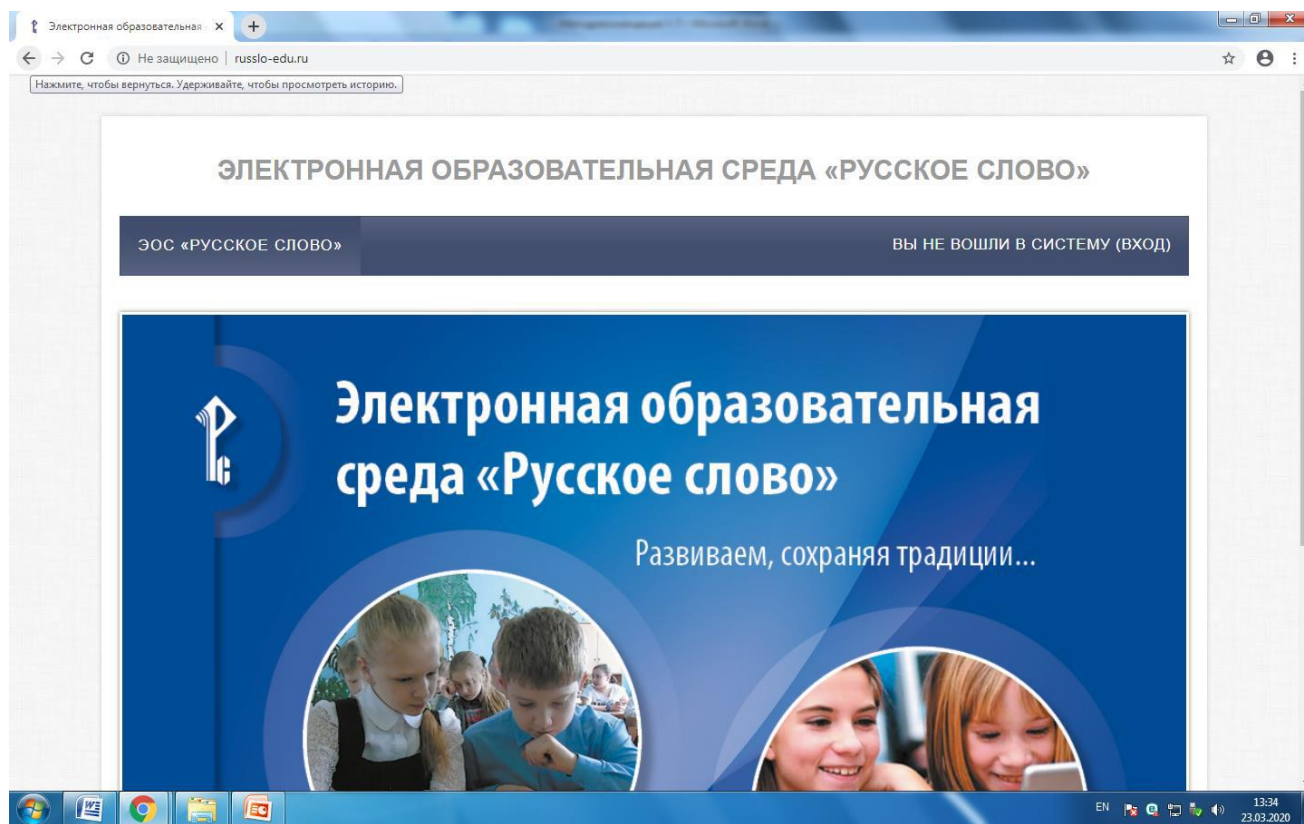 Электронная образовательная
Не защищено | russlo-edu.ru
Нажмите, чтобы вернуться. Удерживайте, чтобы просмотреть историю.
ЭЛЕКТРОННАЯ ОБРАЗОВАТЕЛЬНАЯ СРЕДА «РУССКОЕ СЛОВО»
ЭОС «РУССКОЕ СЛОВО»
ВЫ НЕ ВОШЛИ В СИСТЕМУ (ВХОД)
Электронная образовательная
среда «Русское слово»
Развиваем, сохраняя традиции...
EN
13:34
23.03.2020